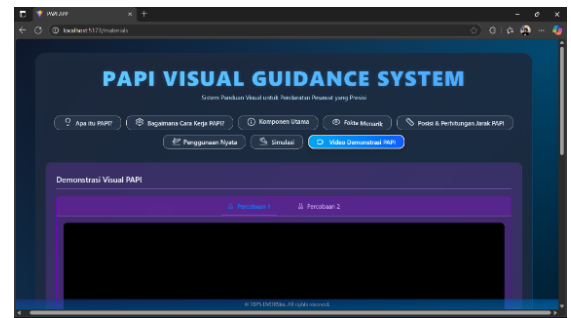 PAPI APP
localhost:5173/materials
PAPI VISUAL GUIDANCE SYSTEM
Sistem Panduan Visual untuk Pendaratan Pesawat yang Presisi
Apa itu PAPI?
Bagaimana Cara Kerja PAPI?
Komponen Utama
Fakta Menarik
Posisi & Perhitungan Jarak PAPI
Penggunaan Nyata
Simulasi
Video Demonstrasi PAPI
Demonstrasi Visual PAPI
Percobaan 1
Percobaan 2
All rights reserved.